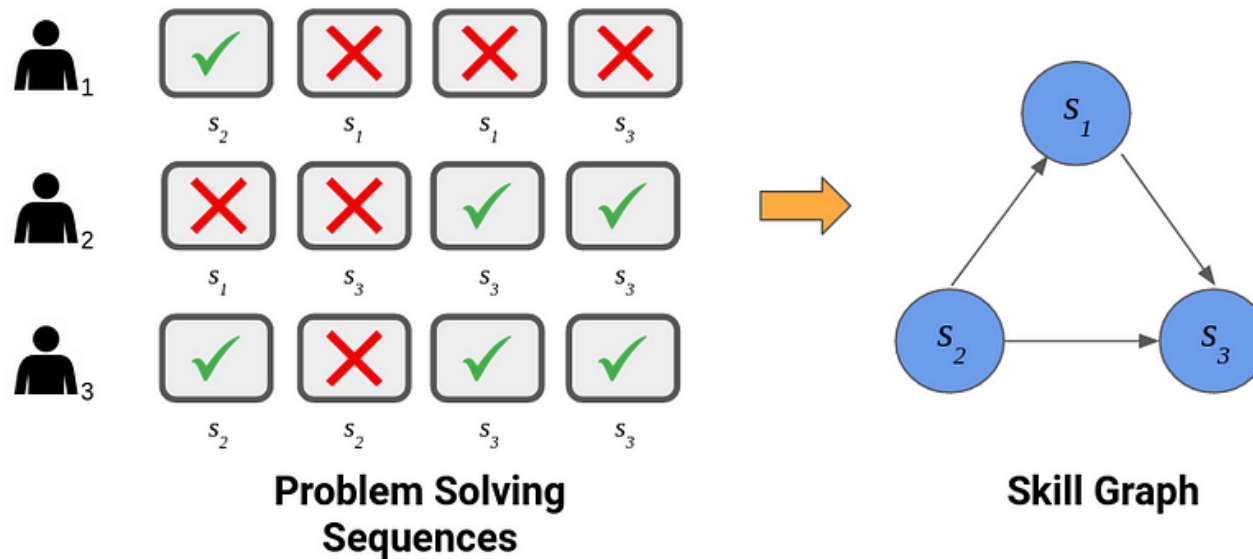 1
s₂ s₁ s₁ s₃
2
s₁ s₃ s₃ s₃
3
s₂ s₂ s₃ s₃
Problem Solving
Sequences
s₁
s₂ s₃
Skill Graph